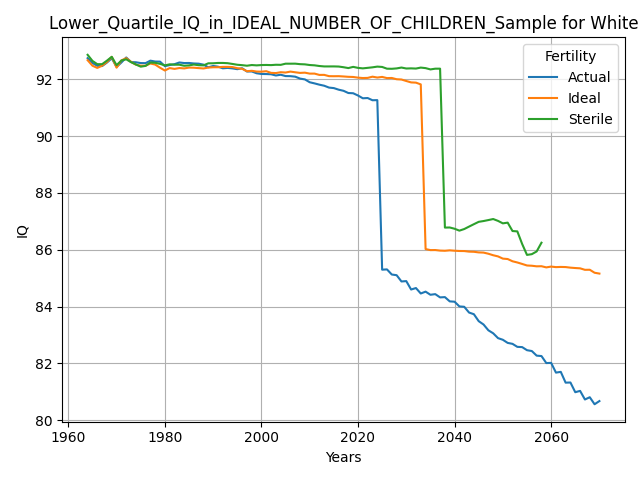 Lower_Quartile_IQ_in_IDEAL_NUMBER_OF_CHILDREN_Sample for White
Fertility
Actual
Ideal
Sterile
IQ
92
90
88
86
84
82
80
1960
1980
2000
2020
2040
2060
Years